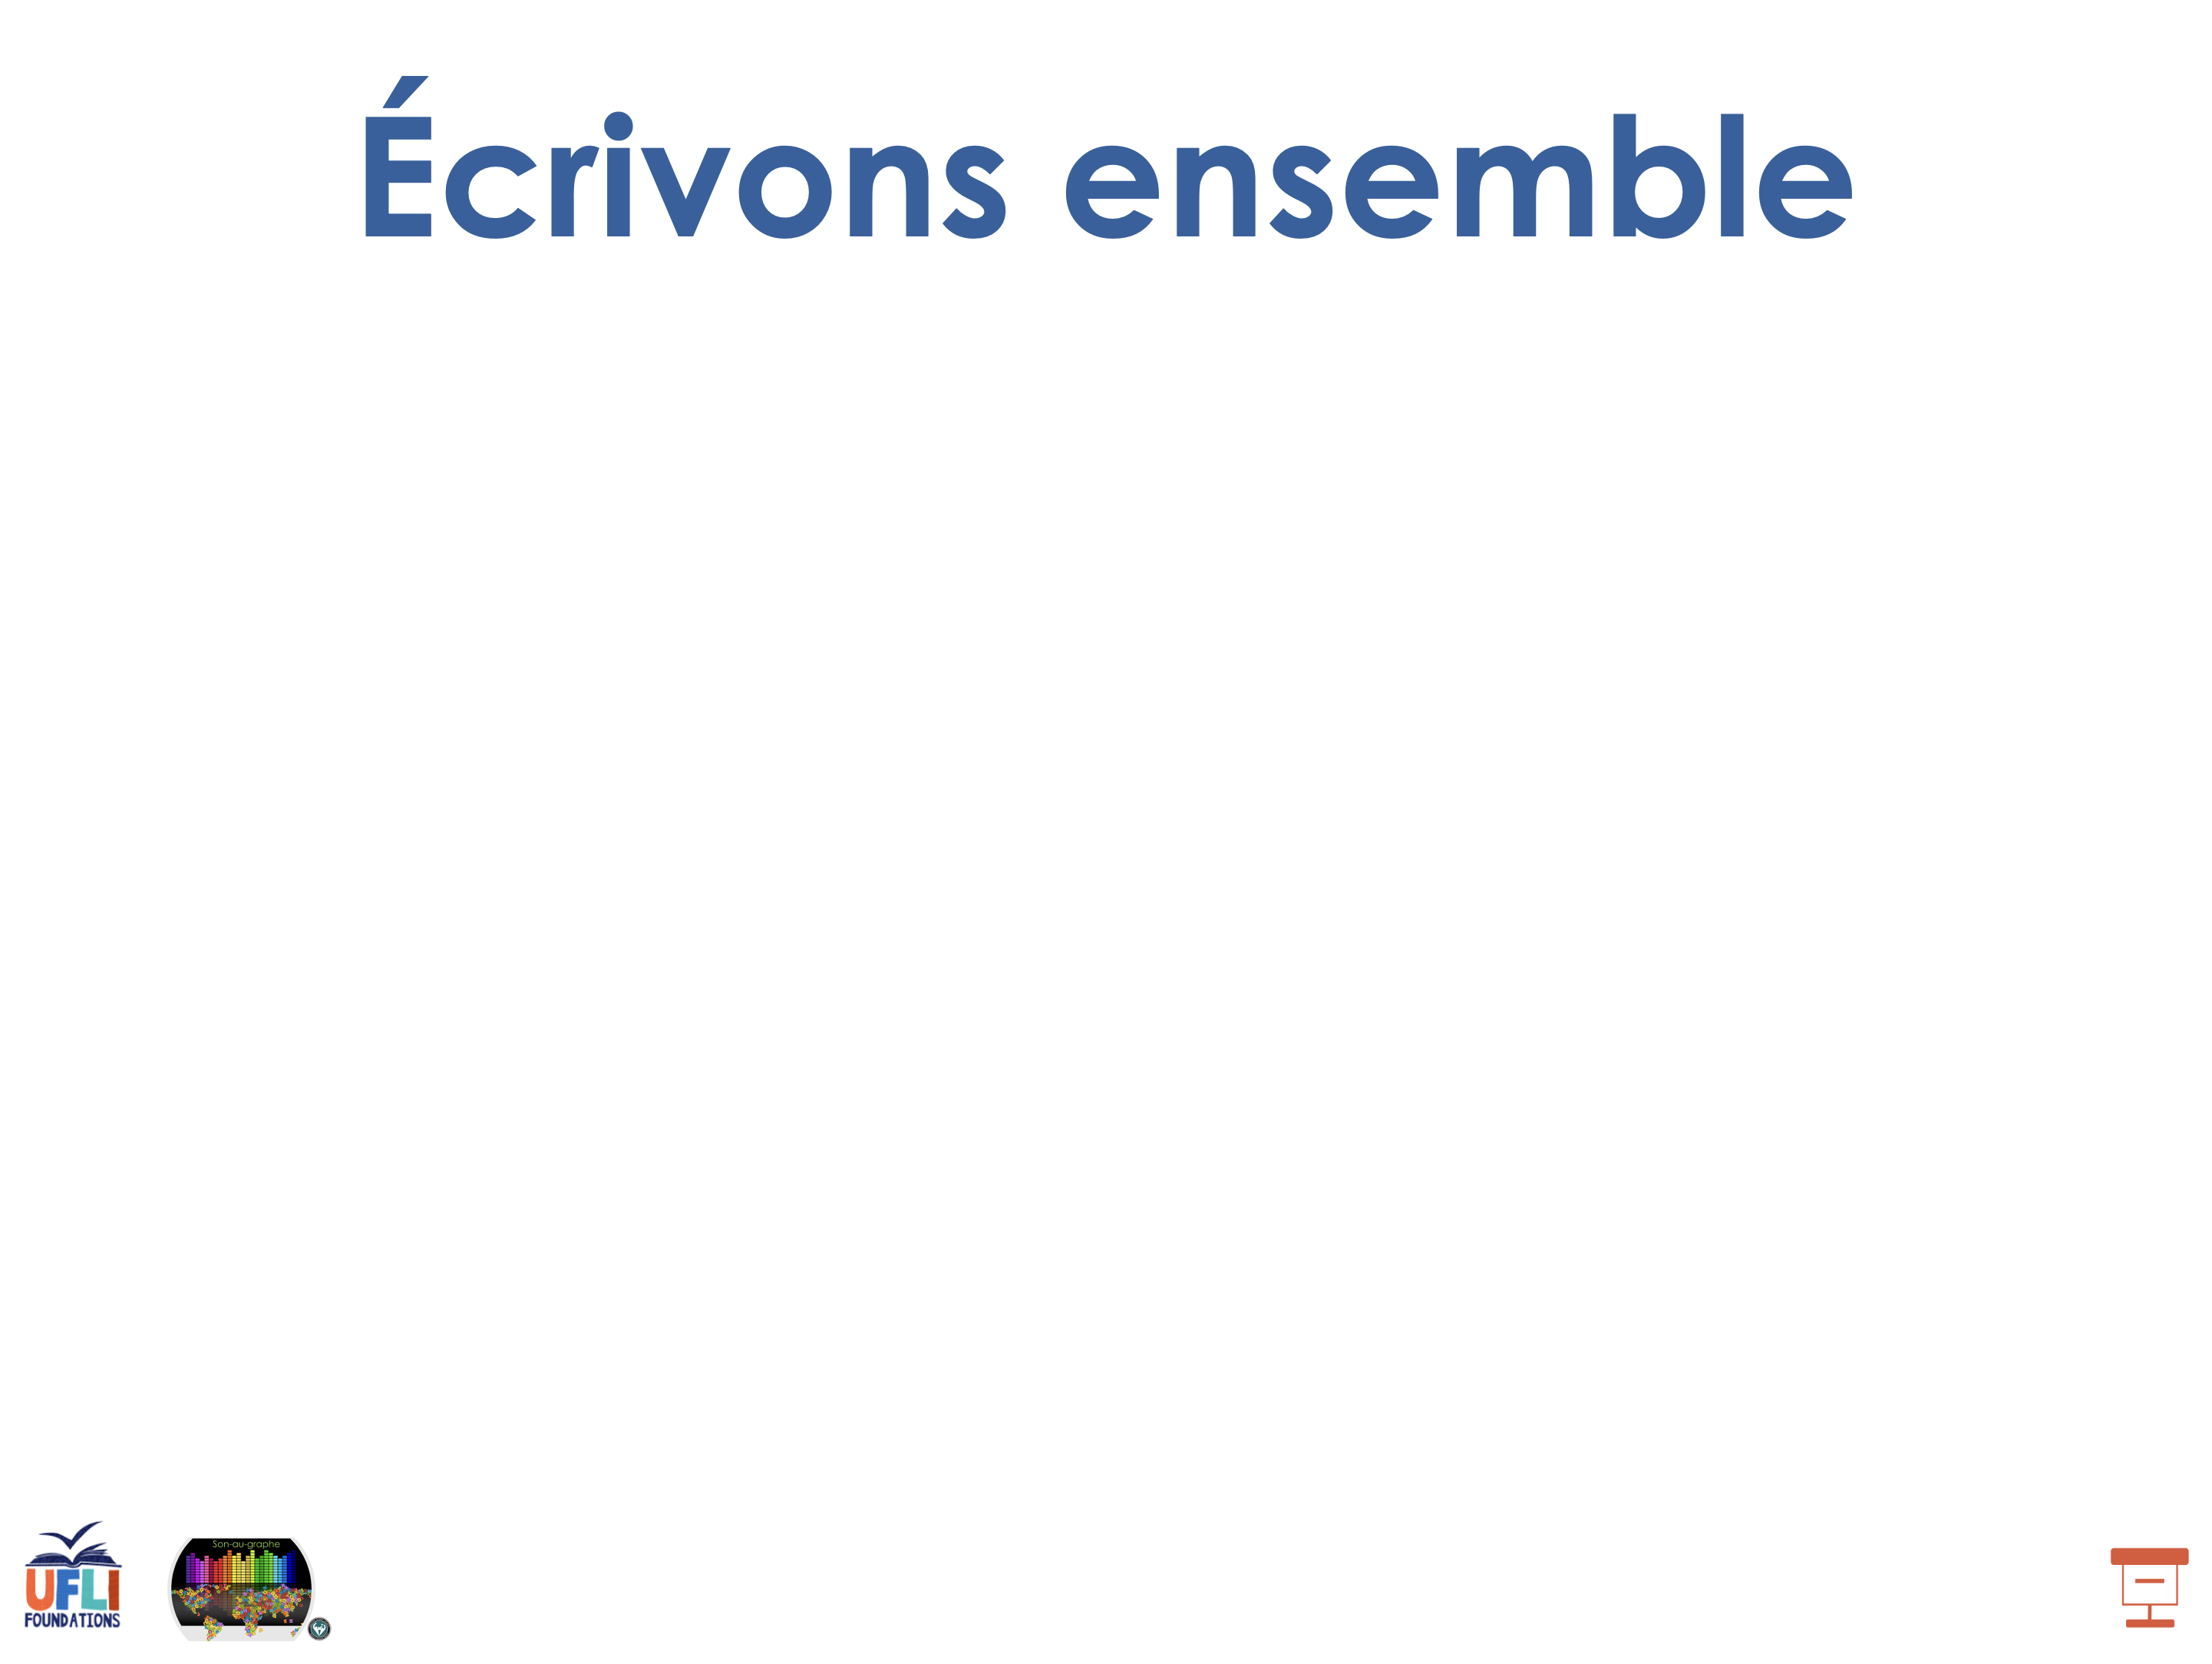 Écrivons ensemble
UFLI
FOUNDATIONS
Son-au-graphe